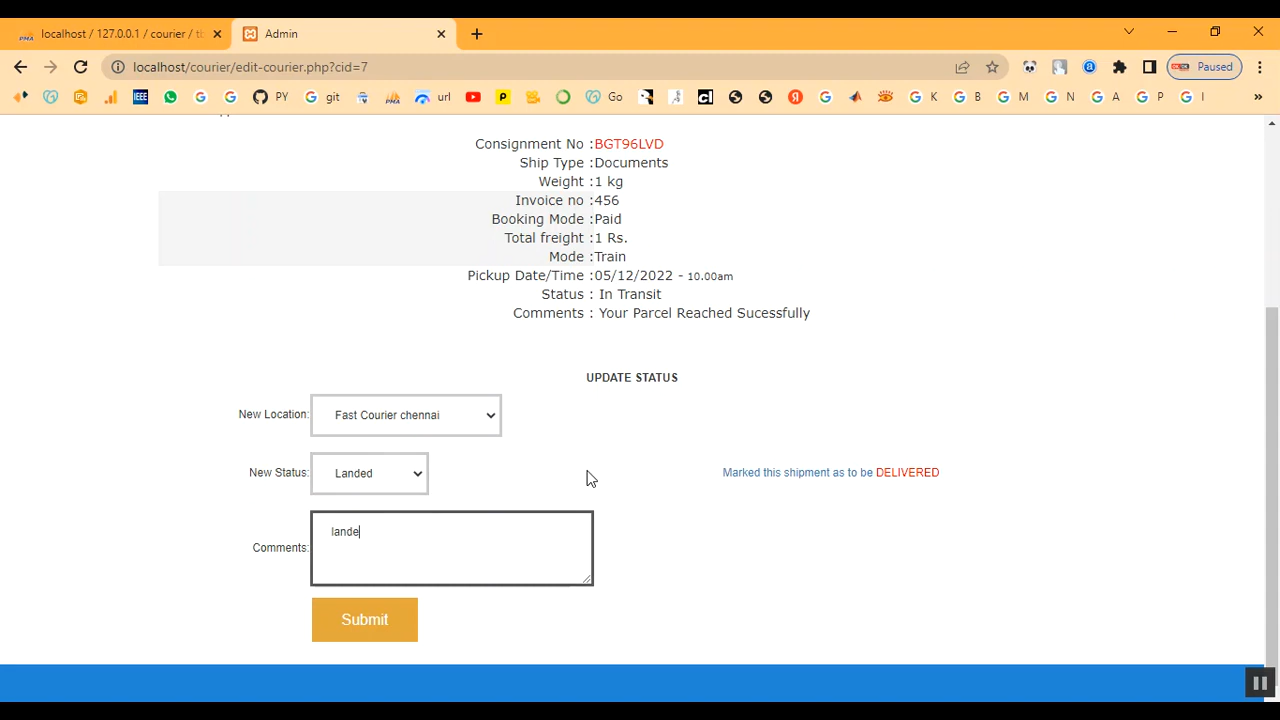 localhost / 127.0.0.1 / courier / tb
Admin
localhost/courier/edit-courier.php?cid=7
Paused
IEEE
PY
git
url
Go
K
B
M
N
A
P
I
Consignment No :BGT96LVD
Ship Type :Documents
Weight :1 kg
Invoice no :456
Booking Mode :Paid
Total freight :1 Rs.
Mode :Train
Pickup Date/Time :05/12/2022 - 10.00am
Status : In Transit
Comments : Your Parcel Reached Sucessfully
UPDATE STATUS
New Location: Fast Courier chennai
New Status: Landed Marked this shipment as to be DELIVERED
Comments: lande
Submit